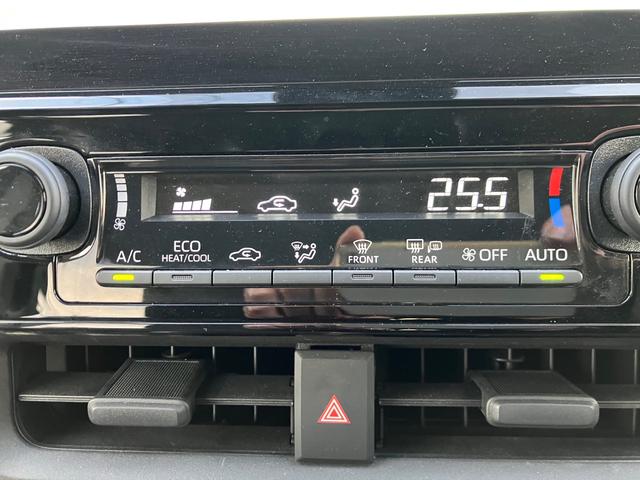 25.5
A/C ECO HEAT/COOL FRONT REAR OFF AUTO